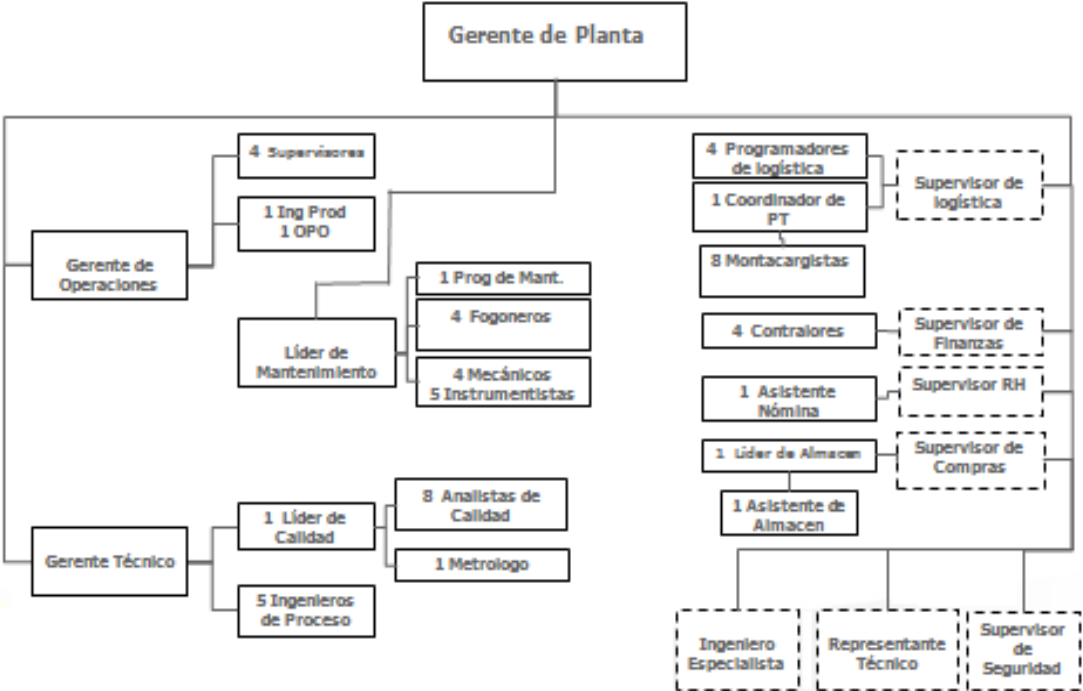 Gerente de Planta
4 Supervisores
1 Ing Prod
1 OPO
Gerente de
Operaciones
1 Prog de Mant.
4 Fogoneros
Líder de
Mantenimiento
4 Mecánicos
5 Instrumentistas
4 Programadores
de logística
1 Coordinador de
PT
8 Montacargistas
Supervisor de
logística
4 Contralores
Supervisor de
Finanzas
1 Asistente
Nómina
Supervisor RH
1 Lider de Almacen
Supervisor de
Compras
1 Asistente de
Almacen
Gerente Técnico
1 Líder de
Calidad
8 Analistas de
Calidad
1 Metrologo
5 Ingenieros
de Proceso
Ingeniero
Especialista
Representante
Técnico
Supervisor
de
Seguridad